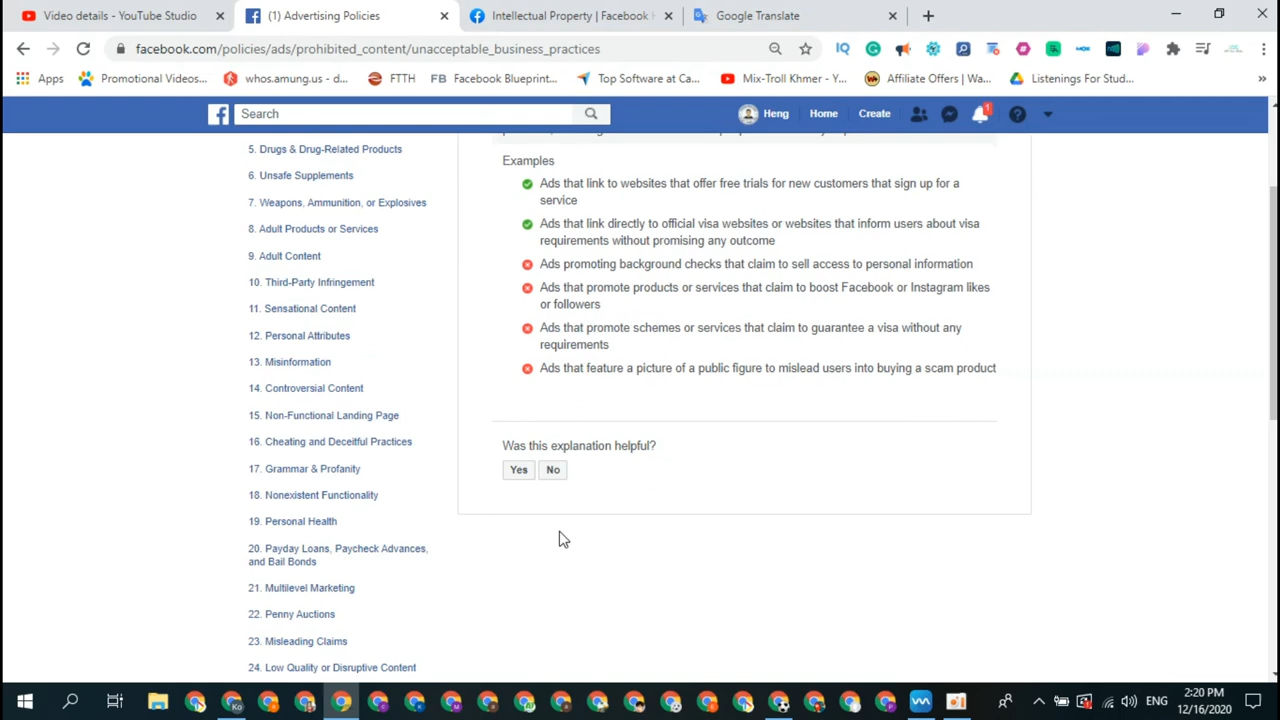 Video details - YouTube Studio
(1) Advertising Policies
Intellectual Property | Facebook H
Google Translate
facebook.com/policies/ads/prohibited_content/unacceptable_business_practices
Apps
Promotional Videos...
whos.amung.us - d...
FTTH
FB Facebook Blueprint...
Top Software at Ca...
Mix-Troll Khmer - Y...
Affiliate Offers | Wa...
Listenings For Stud...
Search
Heng
Home
Create
1
5. Drugs & Drug-Related Products
6. Unsafe Supplements
7. Weapons, Ammunition, or Explosives
8. Adult Products or Services
9. Adult Content
10. Third-Party Infringement
11. Sensational Content
12. Personal Attributes
13. Misinformation
14. Controversial Content
15. Non-Functional Landing Page
16. Cheating and Deceitful Practices
17. Grammar & Profanity
18. Nonexistent Functionality
19. Personal Health
20. Payday Loans, Paycheck Advances,
and Bail Bonds
21. Multilevel Marketing
22. Penny Auctions
23. Misleading Claims
24. Low Quality or Disruptive Content
Examples
Ads that link to websites that offer free trials for new customers that sign up for a
service
Ads that link directly to official visa websites or websites that inform users about visa
requirements without promising any outcome
Ads promoting background checks that claim to sell access to personal information
Ads that promote products or services that claim to boost Facebook or Instagram likes
or followers
Ads that promote schemes or services that claim to guarantee a visa without any
requirements
Ads that feature a picture of a public figure to mislead users into buying a scam product
Was this explanation helpful?
Yes
No
ENG
2:20 PM
12/16/2020